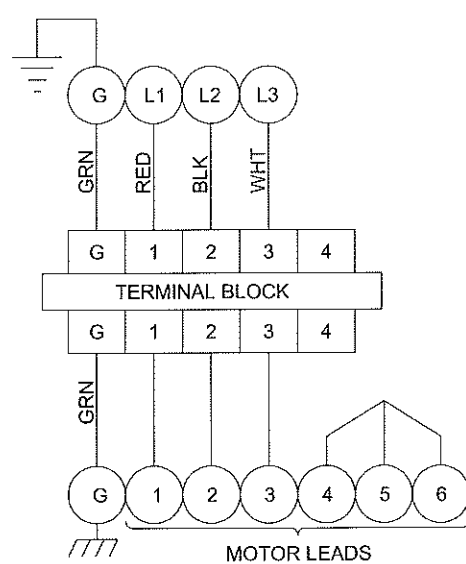 G L1 L2 L3
GRN RED BLK WHT
G 1 2 3 4
TERMINAL BLOCK
G 1 2 3 4
GRN
G 1 2 3 4 5 6
MOTOR LEADS